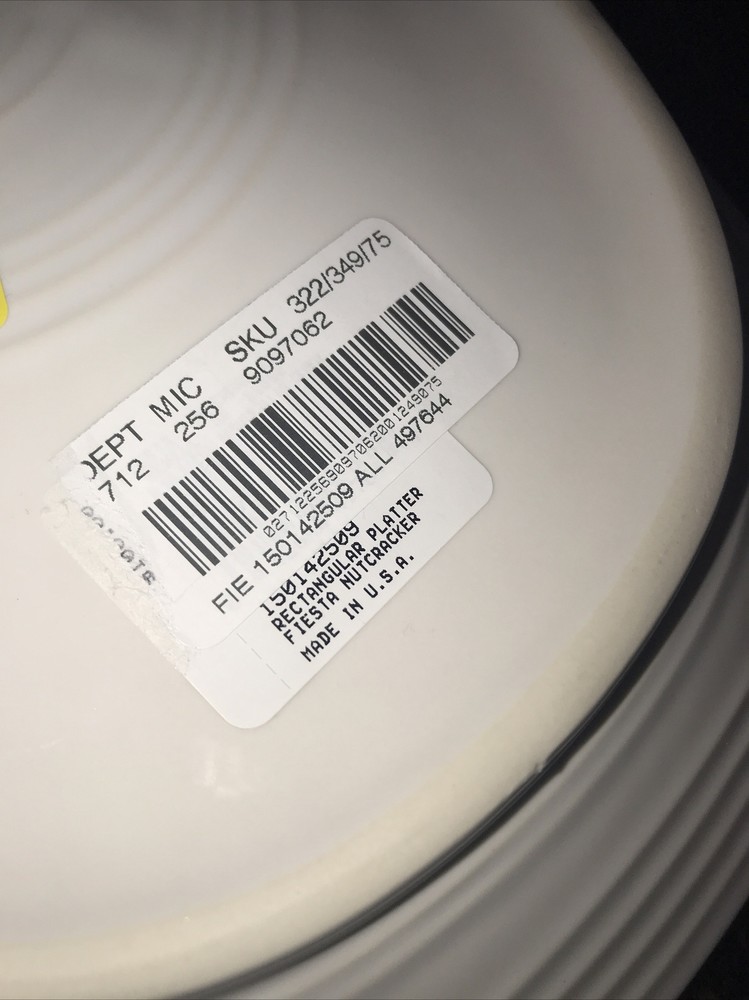 DEPT MIC SKU 322/349/75
712 256 9097062
FIE 150142509 ALL 497644
150142509
RECTANGULAR PLATTER
FIESTA NUTCRACKER
MADE IN U.S.A.